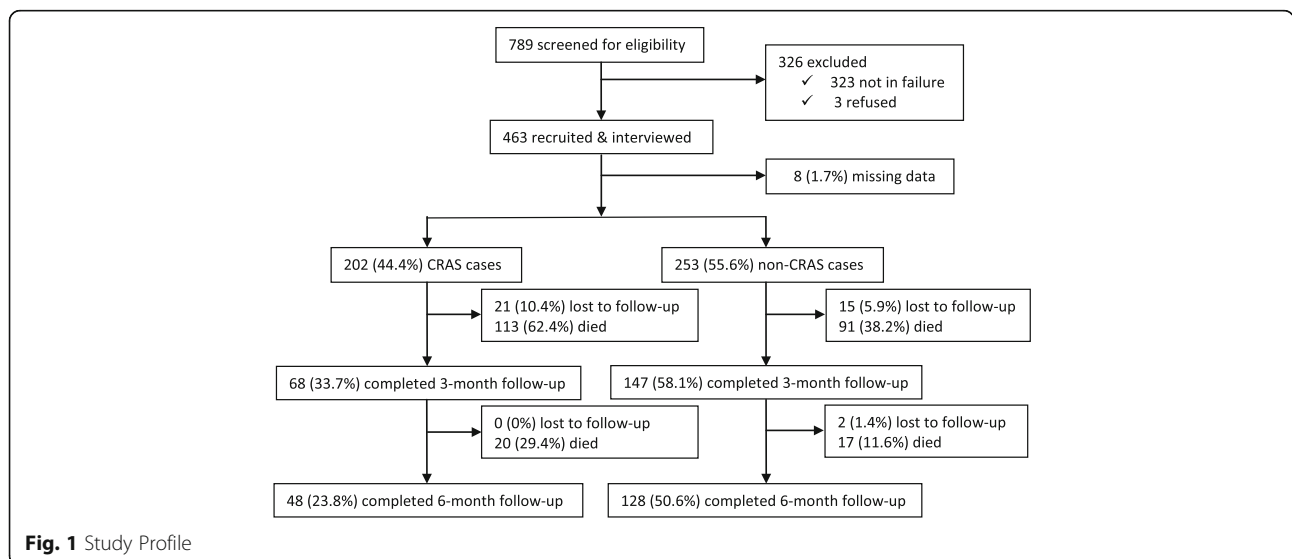 789 screened for eligibility
326 excluded
✓ 323 not in failure
✓ 3 refused
463 recruited & interviewed
8 (1.7%) missing data
202 (44.4%) CRAS cases
253 (55.6%) non-CRAS cases
21 (10.4%) lost to follow-up
113 (62.4%) died
15 (5.9%) lost to follow-up
91 (38.2%) died
68 (33.7%) completed 3-month follow-up
147 (58.1%) completed 3-month follow-up
0 (0%) lost to follow-up
20 (29.4%) died
2 (1.4%) lost to follow-up
17 (11.6%) died
48 (23.8%) completed 6-month follow-up
128 (50.6%) completed 6-month follow-up
Fig. 1 Study Profile